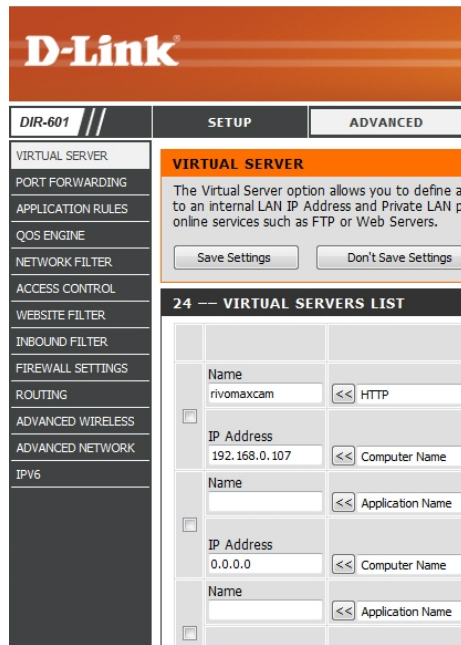 D-Link®
DIR-601
SETUP
ADVANCED
VIRTUAL SERVER
PORT FORWARDING
APPLICATION RULES
QOS ENGINE
NETWORK FILTER
ACCESS CONTROL
WEBSITE FILTER
INBOUND FILTER
FIREWALL SETTINGS
ROUTING
ADVANCED WIRELESS
ADVANCED NETWORK
IPV6
VIRTUAL SERVER
The Virtual Server option allows you to define a
to an internal LAN IP Address and Private LAN p
online services such as FTP or Web Servers.
Save Settings
Don't Save Settings
24 -- VIRTUAL SERVERS LIST
Name
rivomaxcam
<< HTTP
IP Address
192.168.0.107
<< Computer Name
Name
<< Application Name
IP Address
0.0.0.0
<< Computer Name
Name
<< Application Name